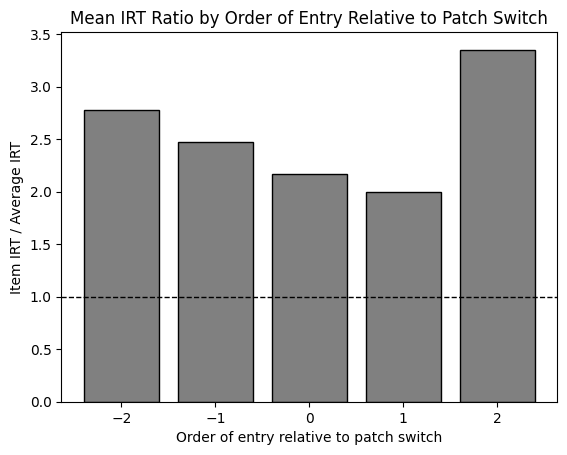 Mean IRT Ratio by Order of Entry Relative to Patch Switch
Item IRT / Average IRT
3.5
3.0
2.5
2.0
1.5
1.0
0.5
0.0
−2 −1 0 1 2
Order of entry relative to patch switch